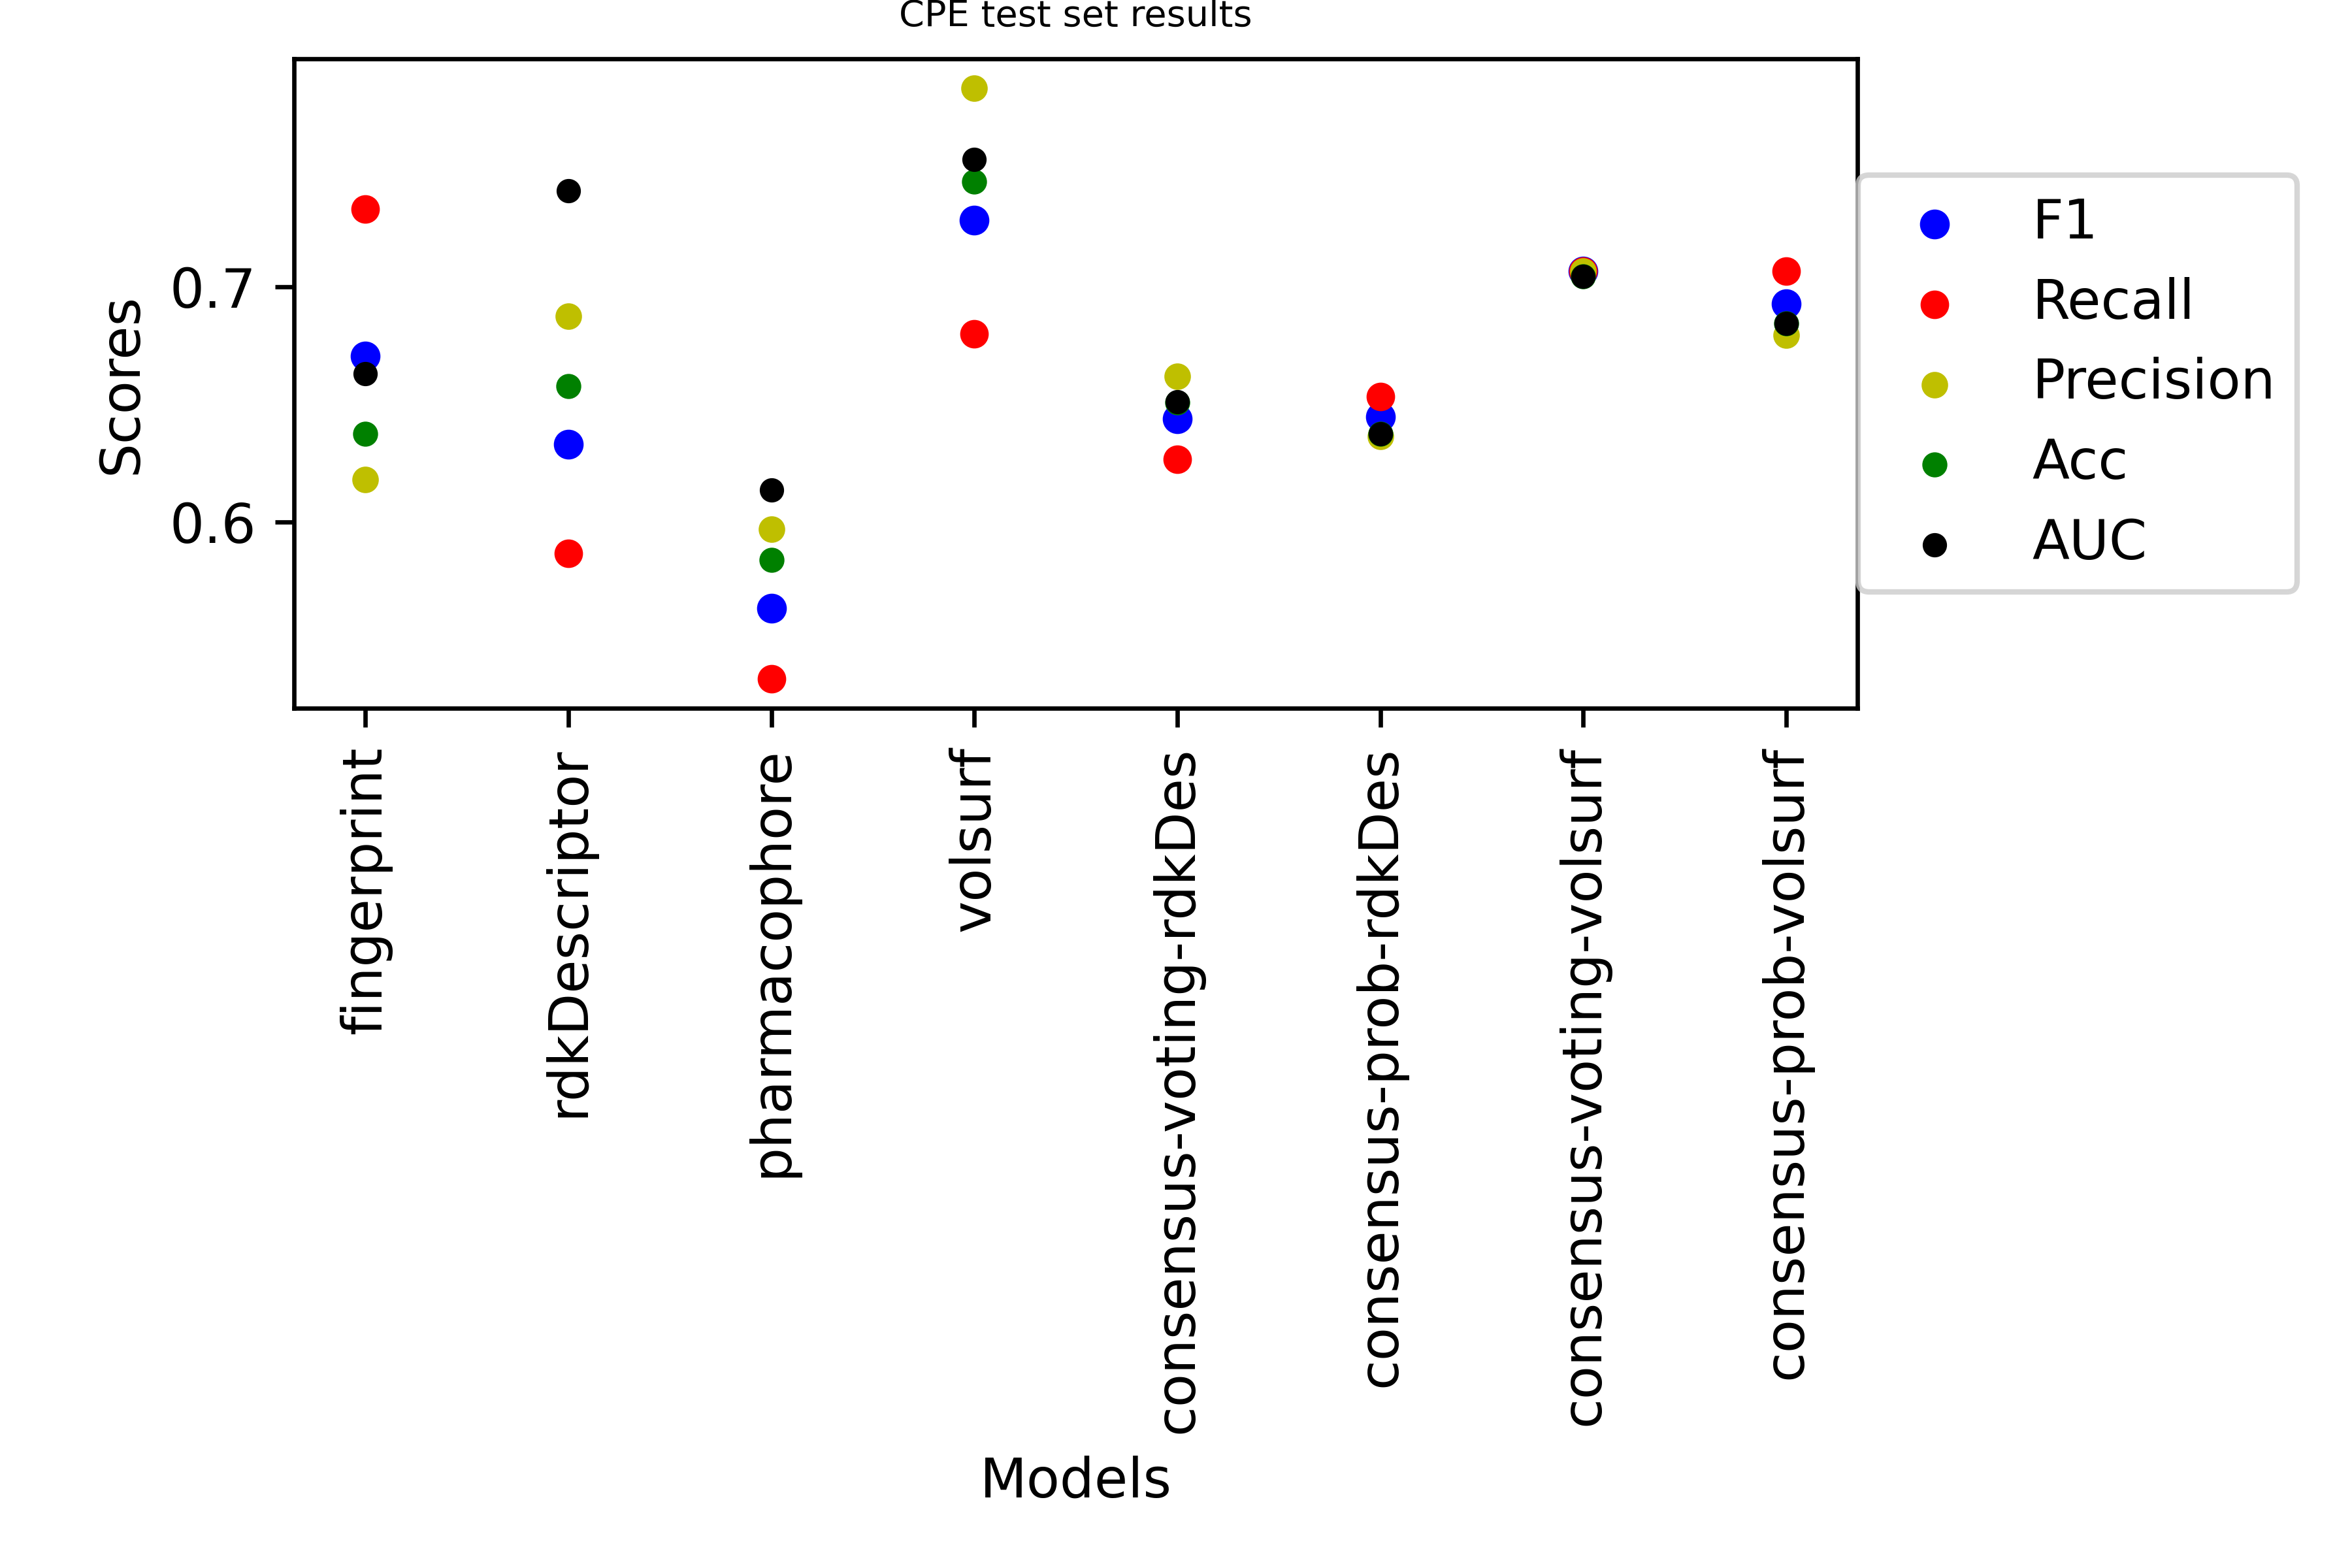 CPE test set results
Scores
0.7
0.6
F1
Recall
Precision
Acc
AUC
fingerprint
rdkDescriptor
pharmacophore
volsurf
consensus-voting-rdkDes
consensus-prob-rdkDes
consensus-voting-volsurf
consensus-prob-volsurf
Models